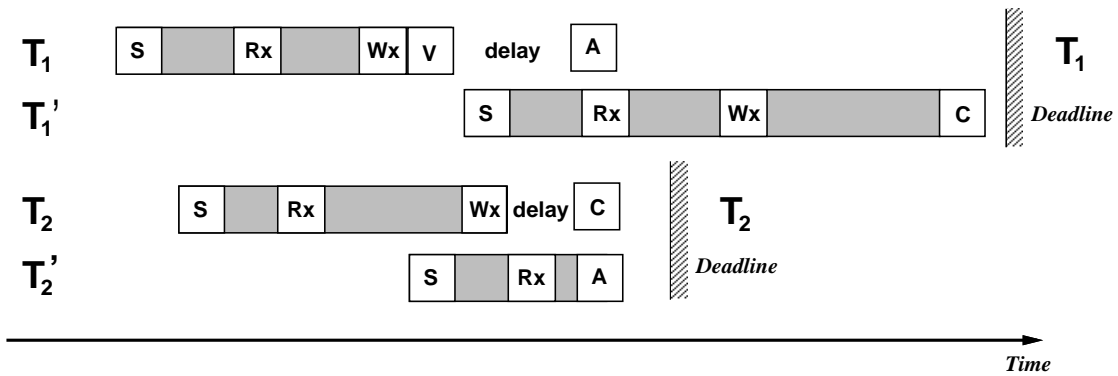 T1 S Rx Wx V delay A T1
T1' S Rx Wx C Deadline
T2 S Rx Wx delay C T2
T2' S Rx A Deadline
Time